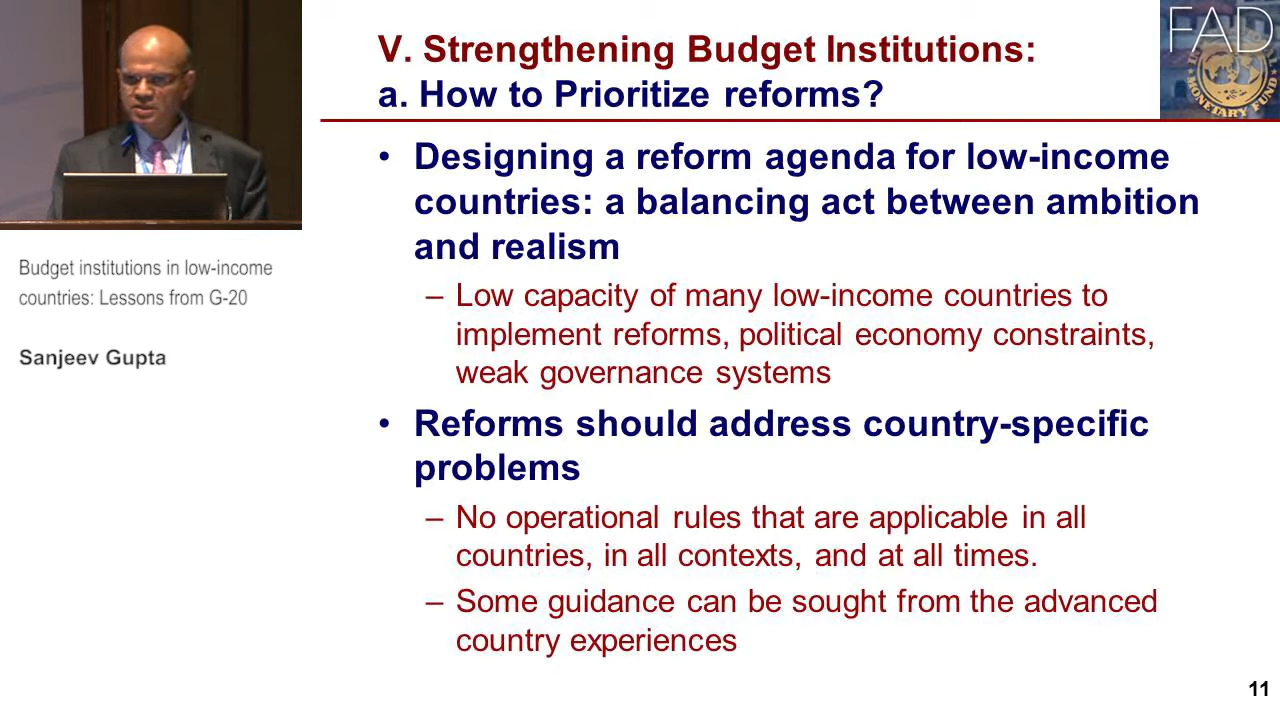 V. Strengthening Budget Institutions:
a. How to Prioritize reforms?
FAD
MONETARY FUND
• Designing a reform agenda for low-income
countries: a balancing act between ambition
and realism
– Low capacity of many low-income countries to
implement reforms, political economy constraints,
weak governance systems
• Reforms should address country-specific
problems
– No operational rules that are applicable in all
countries, in all contexts, and at all times.
– Some guidance can be sought from the advanced
country experiences
11
Budget institutions in low-income
countries: Lessons from G-20
Sanjeev Gupta